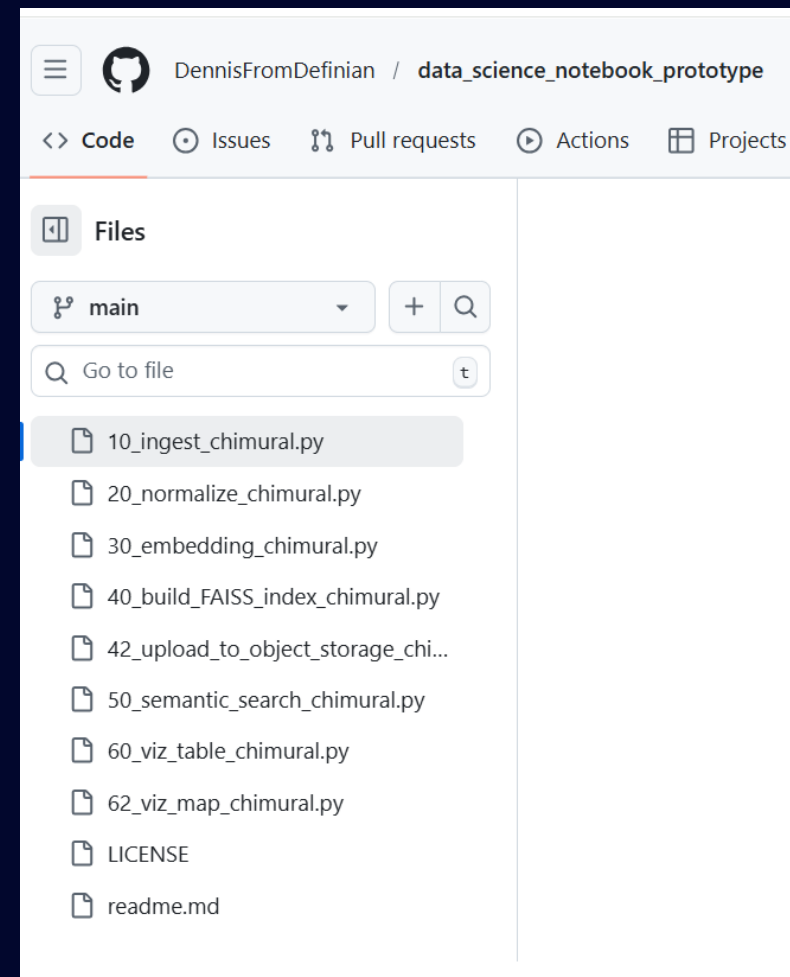 DennisFromDefinian / data_science_notebook_prototype
<> Code Issues Pull requests Actions Projects
Files
main
Go to file t
10_ingest_chimural.py
20_normalize_chimural.py
30_embedding_chimural.py
40_build_FAISS_index_chimural.py
42_upload_to_object_storage_chi...
50_semantic_search_chimural.py
60_viz_table_chimural.py
62_viz_map_chimural.py
LICENSE
readme.md